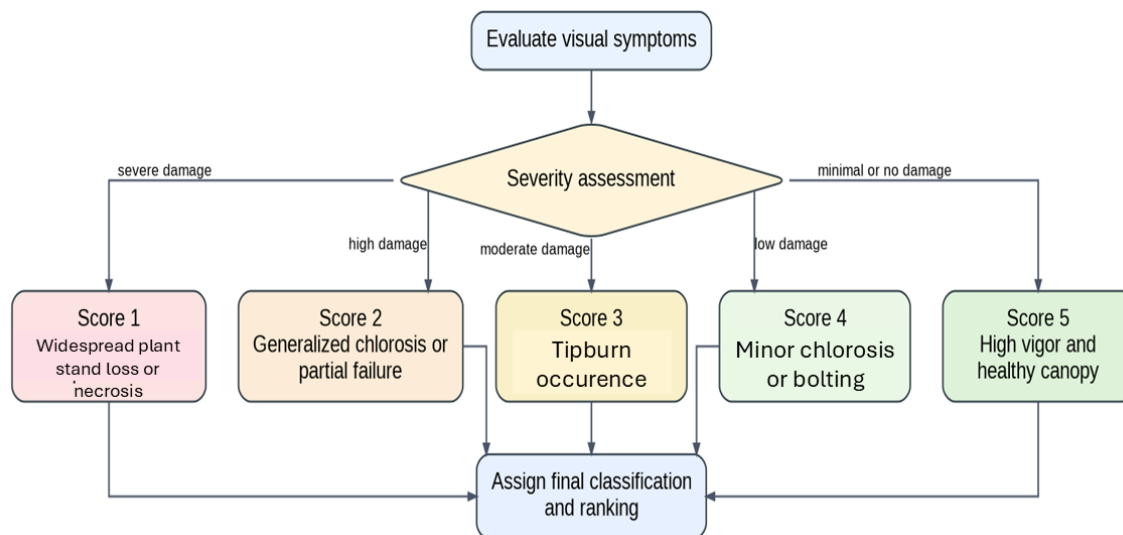 Evaluate visual symptoms
Severity assessment
severe damage
minimal or no damage
high damage
moderate damage
low damage
Score 1
Widespread plant
stand loss or
necrosis
Score 2
Generalized chlorosis or
partial failure
Score 3
Tipburn
occurence
Score 4
Minor chlorosis
or bolting
Score 5
High vigor and
healthy canopy
Assign final classification
and ranking